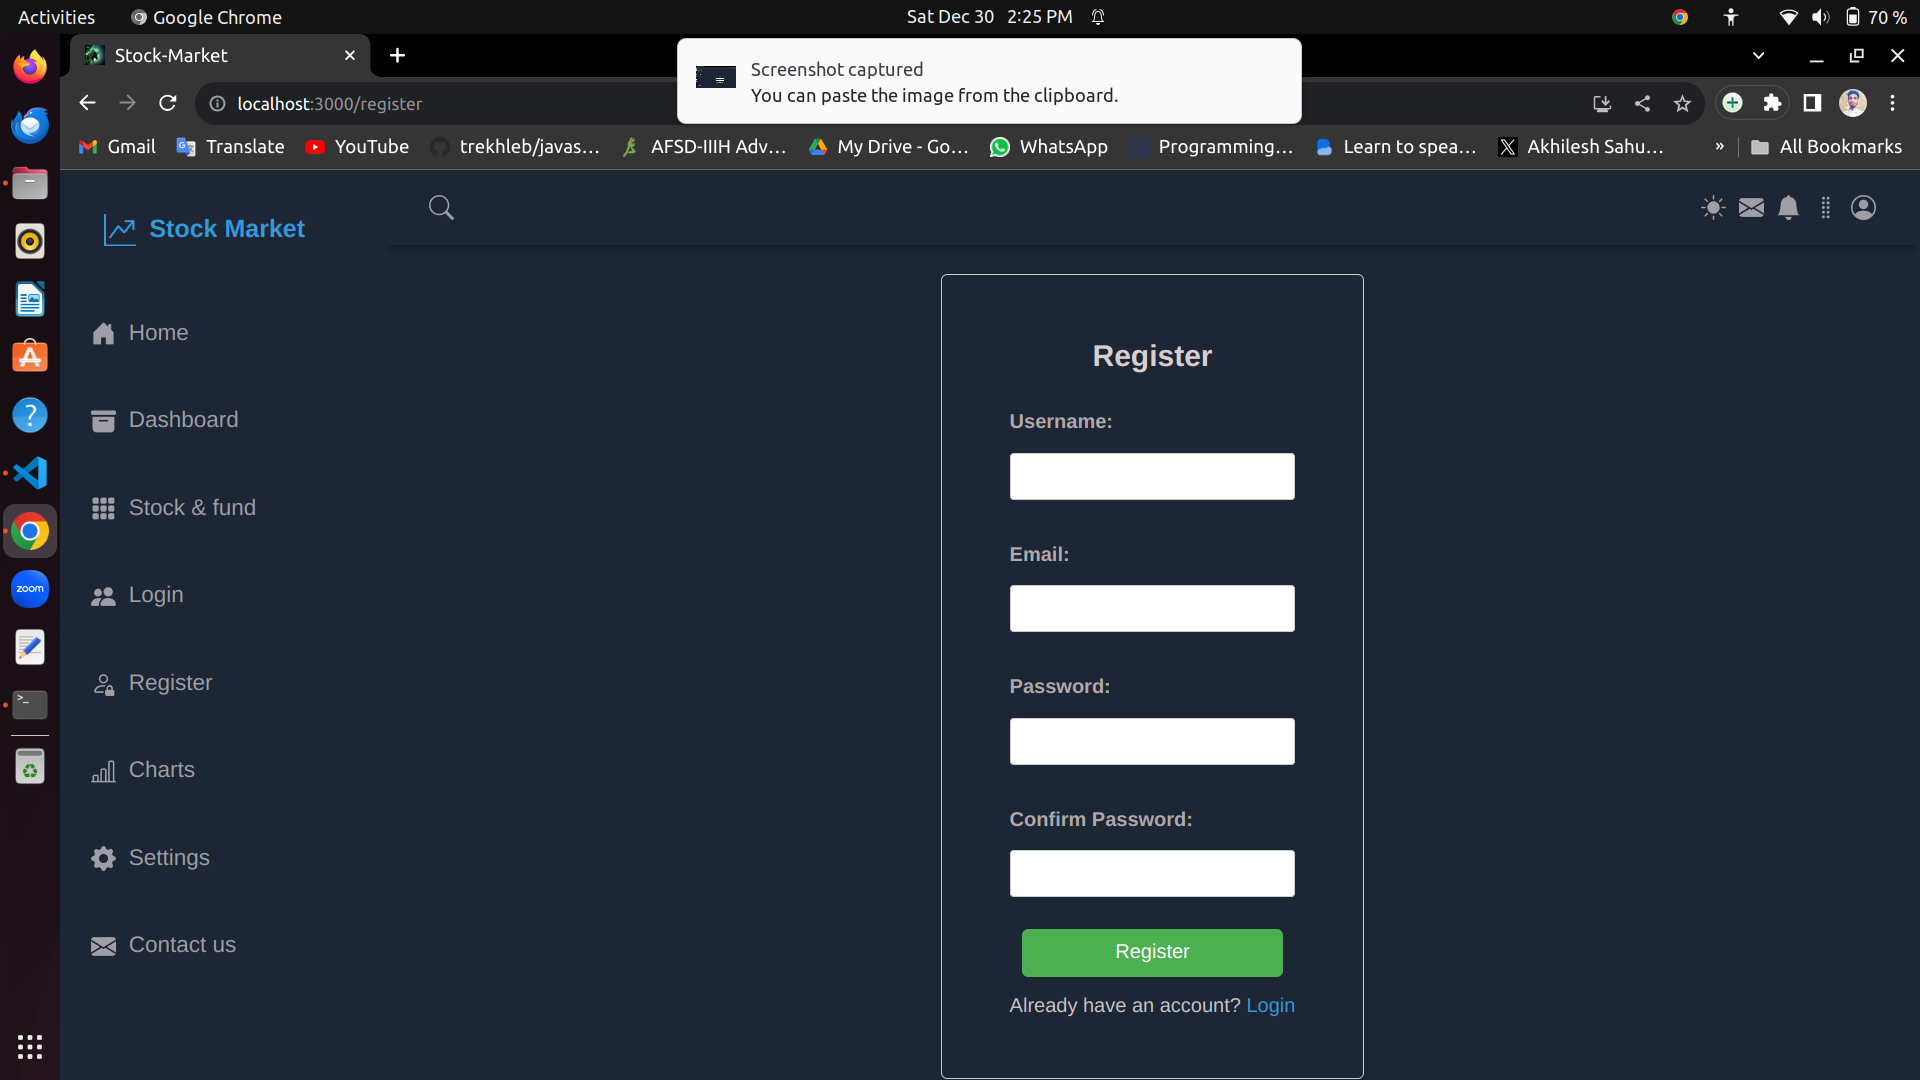 Activities Google Chrome Sat Dec 30 2:25 PM 70 %
Stock-Market
Screenshot captured
You can paste the image from the clipboard.
localhost:3000/register
Gmail Translate YouTube trekhleb/javas... AFSD-IIIH Adv... My Drive - Go... WhatsApp Programming... Learn to spea... Akhilesh Sahu... » All Bookmarks
Stock Market
Home
Dashboard
Stock & fund
Login
Register
Charts
Settings
Contact us
Register
Username:
Email:
Password:
Confirm Password:
Register
Already have an account? Login
zoom